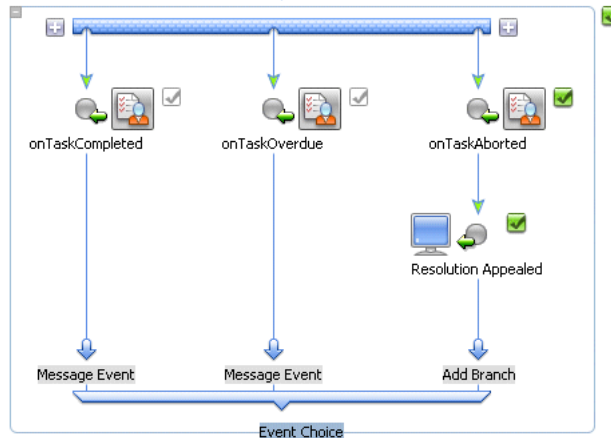 onTaskCompleted
onTaskOverdue
onTaskAborted
Resolution Appealed
Message Event
Message Event
Add Branch
Event Choice